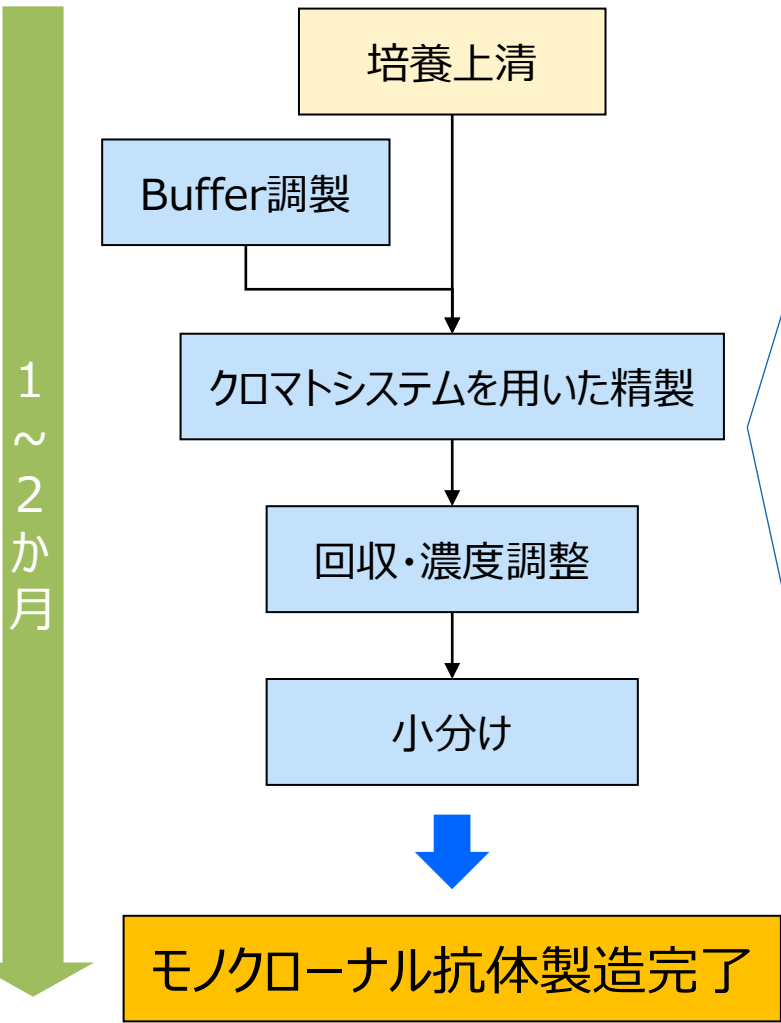 培養上清
Buffer調製
クロマトシステムを用いた精製
回収・濃度調整
小分け
モノクローナル抗体製造完了
1~2か月